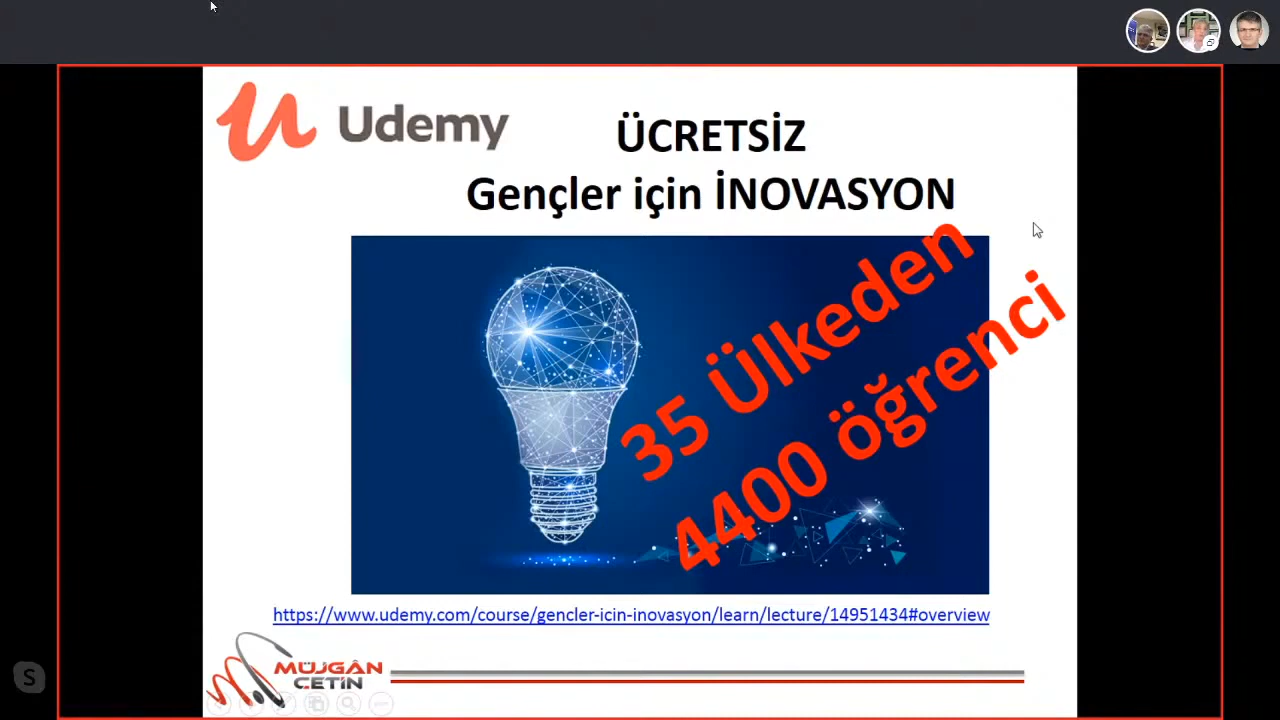 Udemy
ÜCRETSİZ
Gençler için İNOVASYON
35 Ülkeden
4400 öğrenci
https://www.udemy.com/course/gencler-icin-inovasyon/learn/lecture/14951434#overview
MÜJGÂN
ÇETİN
S